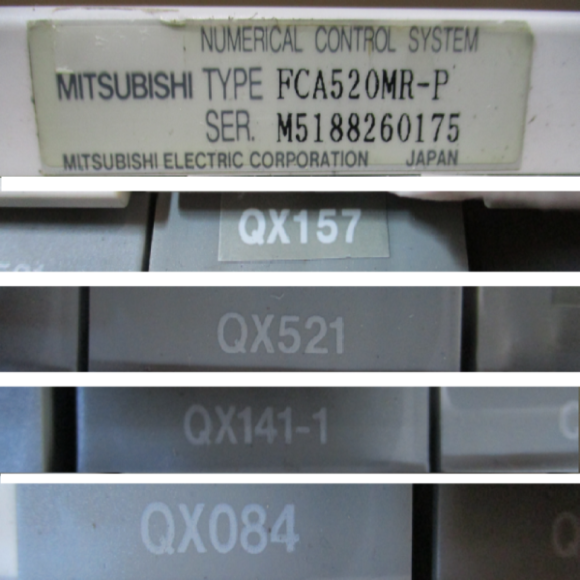 NUMERICAL CONTROL SYSTEM
MITSUBISHI TYPE FCA520MR-P
SER. M5188260175
MITSUBISHI ELECTRIC CORPORATION JAPAN
QX157
QX521
QX141-1
QX084